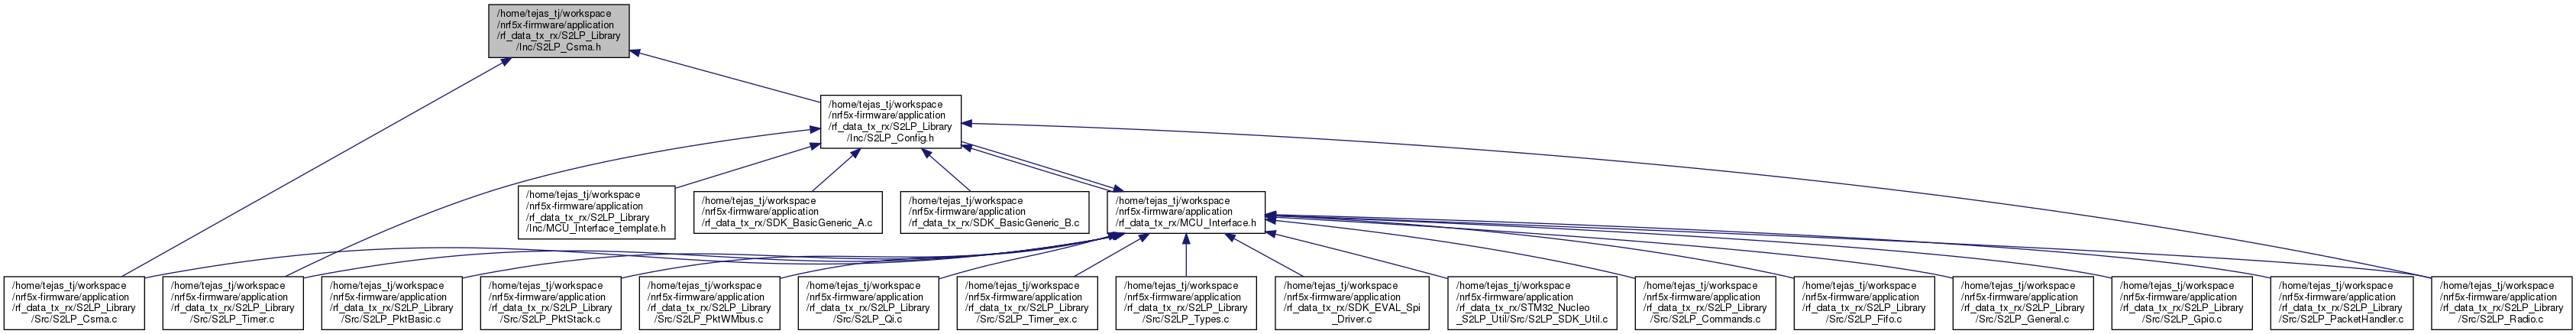 /home/tejas_tj/workspace
/nrf5x-firmware/application
/rf_data_tx_rx/S2LP_Library
/Inc/S2LP_Csma.h
/home/tejas_tj/workspace
/nrf5x-firmware/application
/rf_data_tx_rx/S2LP_Library
/Inc/S2LP_Config.h
/home/tejas_tj/workspace
/nrf5x-firmware/application
/rf_data_tx_rx/S2LP_Library
/Inc/MCU_Interface_template.h
/home/tejas_tj/workspace
/nrf5x-firmware/application
/rf_data_tx_rx/SDK_BasicGeneric_A.c
/home/tejas_tj/workspace
/nrf5x-firmware/application
/rf_data_tx_rx/SDK_BasicGeneric_B.c
/home/tejas_tj/workspace
/nrf5x-firmware/application
/rf_data_tx_rx/MCU_Interface.h
/home/tejas_tj/workspace
/nrf5x-firmware/application
/rf_data_tx_rx/S2LP_Library
/Src/S2LP_Csma.c
/home/tejas_tj/workspace
/nrf5x-firmware/application
/rf_data_tx_rx/S2LP_Library
/Src/S2LP_Timer.c
/home/tejas_tj/workspace
/nrf5x-firmware/application
/rf_data_tx_rx/S2LP_Library
/Src/S2LP_PktBasic.c
/home/tejas_tj/workspace
/nrf5x-firmware/application
/rf_data_tx_rx/S2LP_Library
/Src/S2LP_PktStack.c
/home/tejas_tj/workspace
/nrf5x-firmware/application
/rf_data_tx_rx/S2LP_Library
/Src/S2LP_PktWMbus.c
/home/tejas_tj/workspace
/nrf5x-firmware/application
/rf_data_tx_rx/S2LP_Library
/Src/S2LP_Qi.c
/home/tejas_tj/workspace
/nrf5x-firmware/application
/rf_data_tx_rx/S2LP_Library
/Src/S2LP_Timer_ex.c
/home/tejas_tj/workspace
/nrf5x-firmware/application
/rf_data_tx_rx/S2LP_Library
/Src/S2LP_Types.c
/home/tejas_tj/workspace
/nrf5x-firmware/application
/rf_data_tx_rx/SDK_EVAL_Spi
_Driver.c
/home/tejas_tj/workspace
/nrf5x-firmware/application
/rf_data_tx_rx/STM32_Nucleo
_S2LP_Util/Src/S2LP_SDK_Util.c
/home/tejas_tj/workspace
/nrf5x-firmware/application
/rf_data_tx_rx/S2LP_Library
/Src/S2LP_Commands.c
/home/tejas_tj/workspace
/nrf5x-firmware/application
/rf_data_tx_rx/S2LP_Library
/Src/S2LP_Fifo.c
/home/tejas_tj/workspace
/nrf5x-firmware/application
/rf_data_tx_rx/S2LP_Library
/Src/S2LP_General.c
/home/tejas_tj/workspace
/nrf5x-firmware/application
/rf_data_tx_rx/S2LP_Library
/Src/S2LP_Gpio.c
/home/tejas_tj/workspace
/nrf5x-firmware/application
/rf_data_tx_rx/S2LP_Library
/Src/S2LP_PacketHandler.c
/home/tejas_tj/workspace
/nrf5x-firmware/application
/rf_data_tx_rx/S2LP_Library
/Src/S2LP_Radio.c